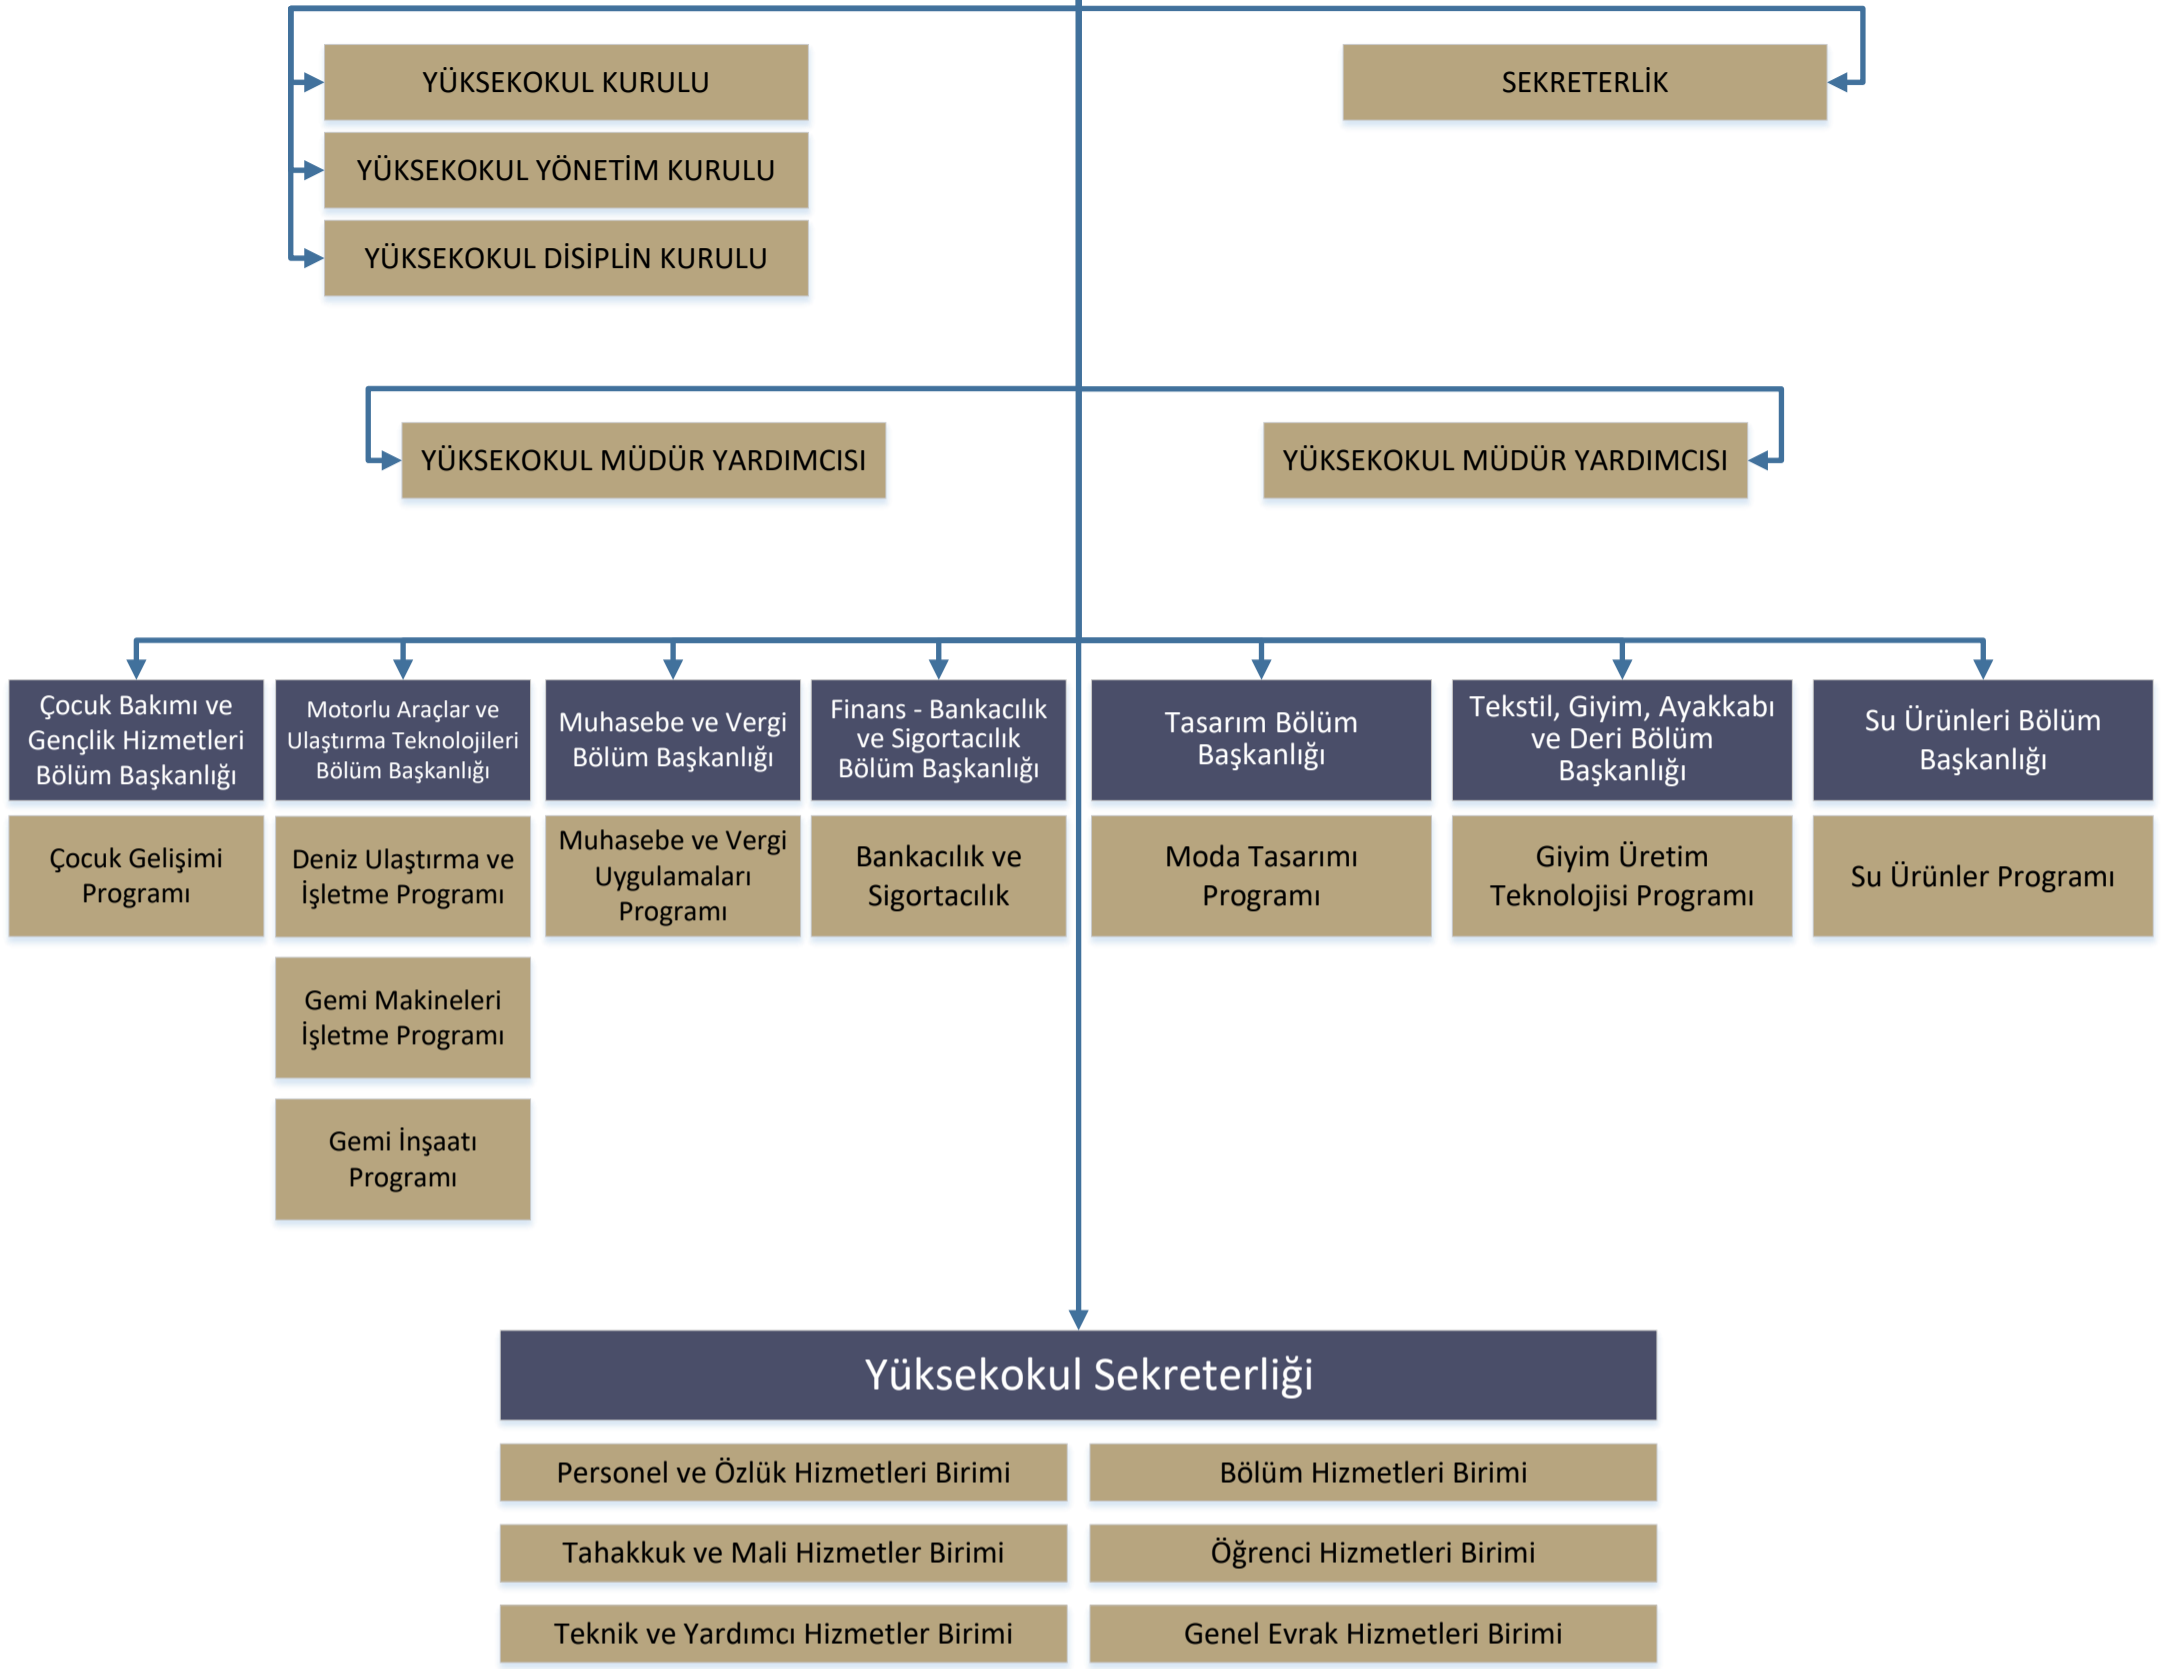 YÜKSEKOKUL KURULU
SEKRETERLİK
YÜKSEKOKUL YÖNETİM KURULU
YÜKSEKOKUL DİSİPLİN KURULU
YÜKSEKOKUL MÜDÜR YARDIMCISI
YÜKSEKOKUL MÜDÜR YARDIMCISI
Çocuk Bakımı ve
Gençlik Hizmetleri
Bölüm Başkanlığı
Motorlu Araçlar ve
Ulaştırma Teknolojileri
Bölüm Başkanlığı
Muhasebe ve Vergi
Bölüm Başkanlığı
Finans - Bankacılık
ve Sigortacılık
Bölüm Başkanlığı
Tasarım Bölüm
Başkanlığı
Tekstil, Giyim, Ayakkabı
ve Deri Bölüm
Başkanlığı
Su Ürünleri Bölüm
Başkanlığı
Çocuk Gelişimi
Programı
Deniz Ulaştırma ve
İşletme Programı
Muhasebe ve Vergi
Uygulamaları
Programı
Bankacılık ve
Sigortacılık
Moda Tasarımı
Programı
Giyim Üretim
Teknolojisi Programı
Su Ürünler Programı
Gemi Makineleri
İşletme Programı
Gemi İnşaatı
Programı
Yüksekokul Sekreterliği
Personel ve Özlük Hizmetleri Birimi
Bölüm Hizmetleri Birimi
Tahakkuk ve Mali Hizmetler Birimi
Öğrenci Hizmetleri Birimi
Teknik ve Yardımcı Hizmetler Birimi
Genel Evrak Hizmetleri Birimi